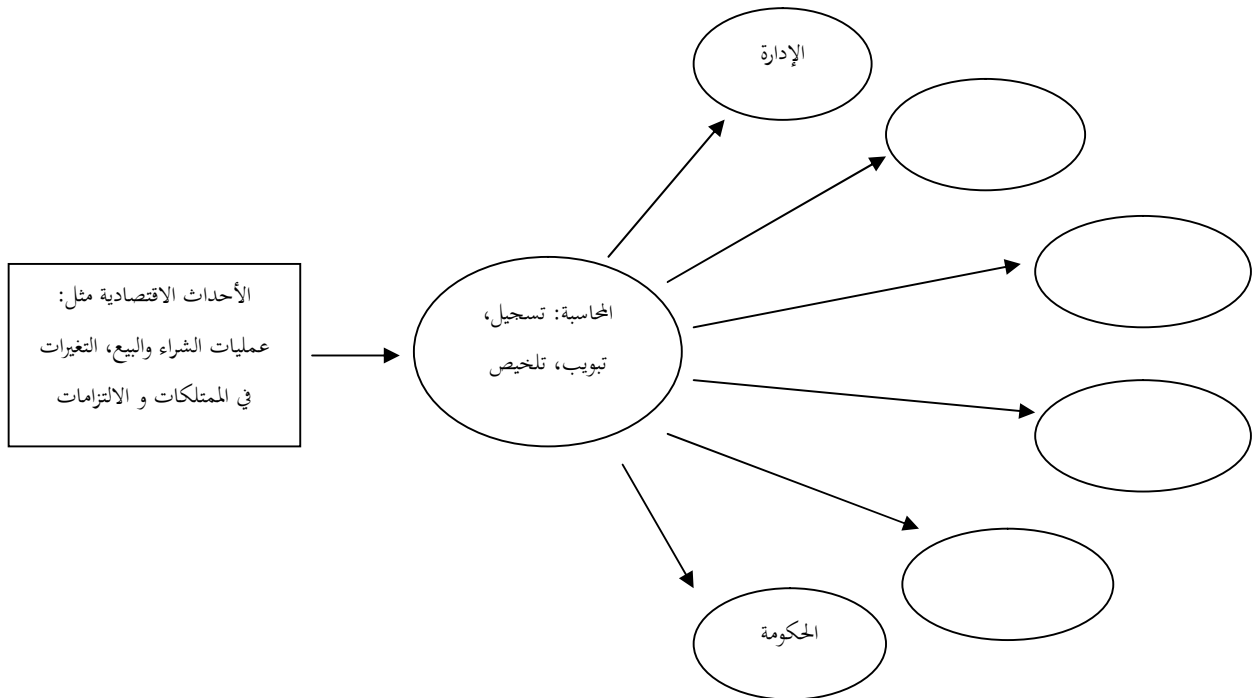 الإدارة
الأحداث الاقتصادية مثل:
عمليات الشراء والبيع، التغيرات
في الممتلكات و الالتزامات
المحاسبة: تسجيل،
تبويب، تلخيص
الحكومة